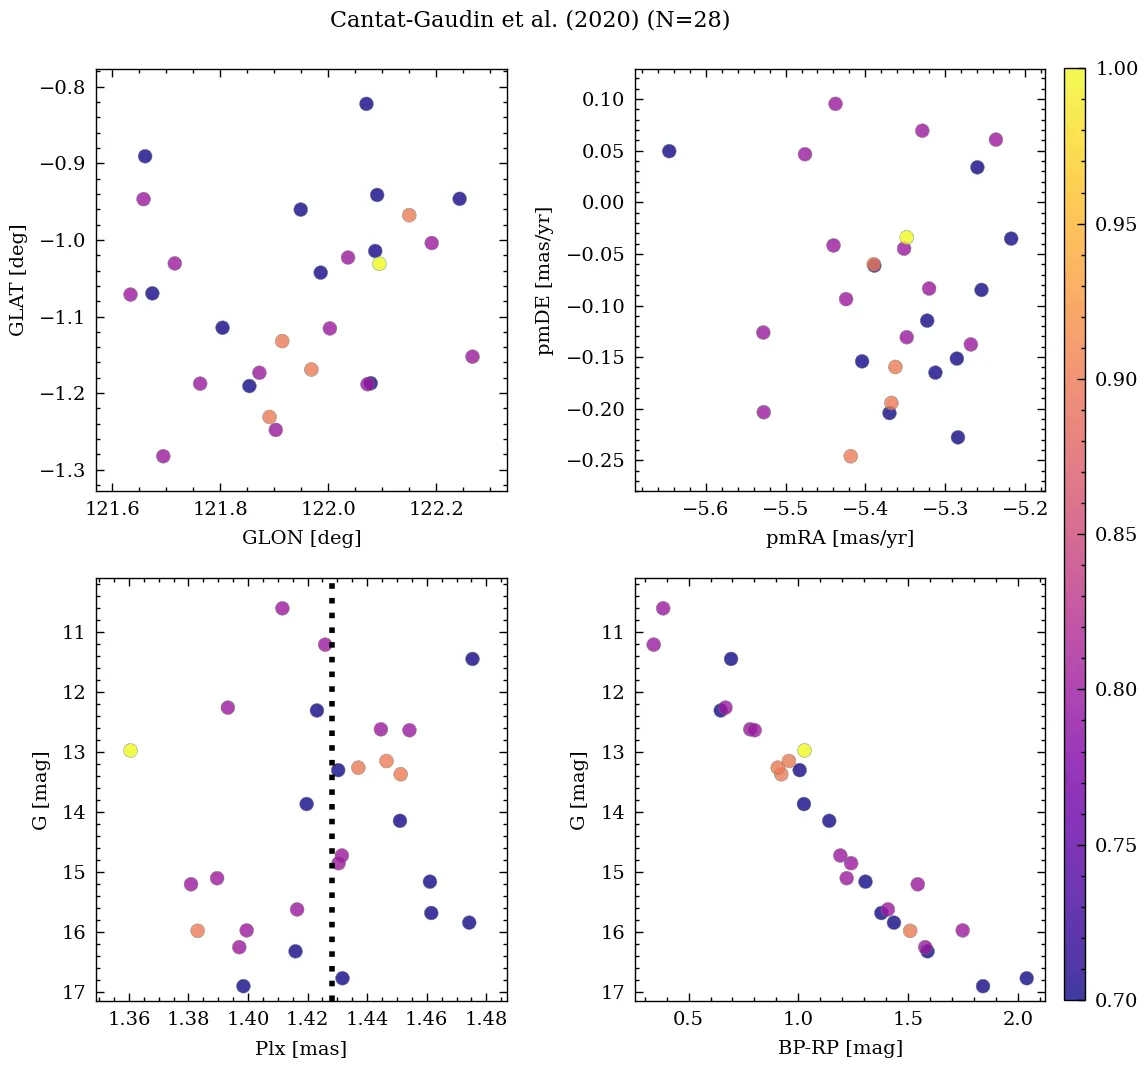 Cantat-Gaudin et al. (2020) (N=28)
−0.8
−0.9
−1.0
−1.1
−1.2
−1.3
GLAT [deg]
121.6 121.8 122.0 122.2
GLON [deg]
0.10
0.05
0.00
−0.05
−0.10
−0.15
−0.20
−0.25
pmDE [mas/yr]
−5.6 −5.5 −5.4 −5.3 −5.2
pmRA [mas/yr]
11
12
13
14
15
16
17
G [mag]
1.36 1.38 1.40 1.42 1.44 1.46 1.48
Plx [mas]
11
12
13
14
15
16
17
G [mag]
0.5 1.0 1.5 2.0
BP-RP [mag]
1.00
0.95
0.90
0.85
0.80
0.75
0.70